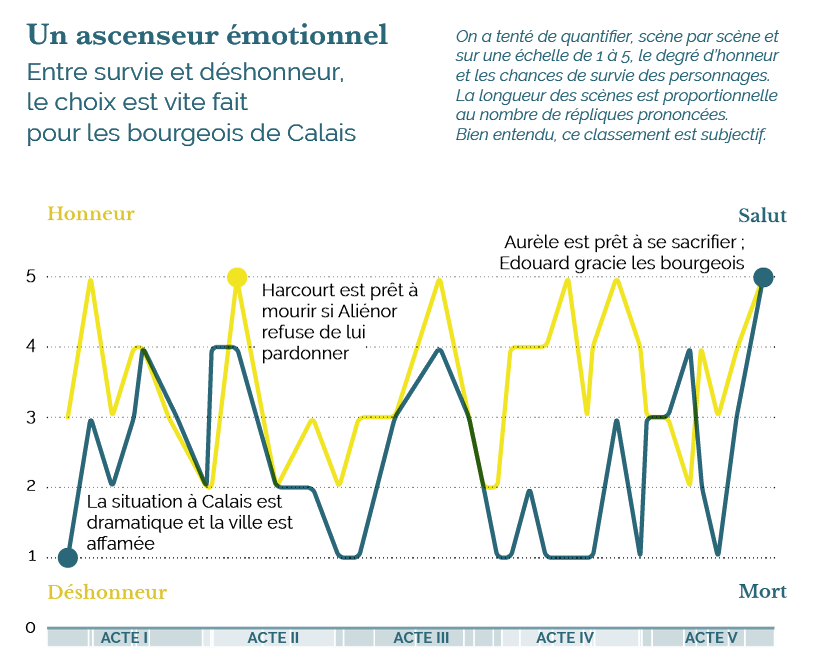 Un ascenseur émotionnel
Entre survie et déshonneur,
le choix est vite fait
pour les bourgeois de Calais
On a tenté de quantifier, scène par scène et
sur une échelle de 1 à 5, le degré d'honneur
et les chances de survie des personnages.
La longueur des scènes est proportionnelle
au nombre de répliques prononcées.
Bien entendu, ce classement est subjectif.
Honneur
Salut
Aurèle est prêt à se sacrifier ;
Edouard gracie les bourgeois
5
Harcourt est prêt à
mourir si Aliénor
refuse de lui
pardonner
4
3
2
La situation à Calais est
dramatique et la ville est
affamée
1
Déshonneur
Mort
0
ACTE I
ACTE II
ACTE III
ACTE IV
ACTE V